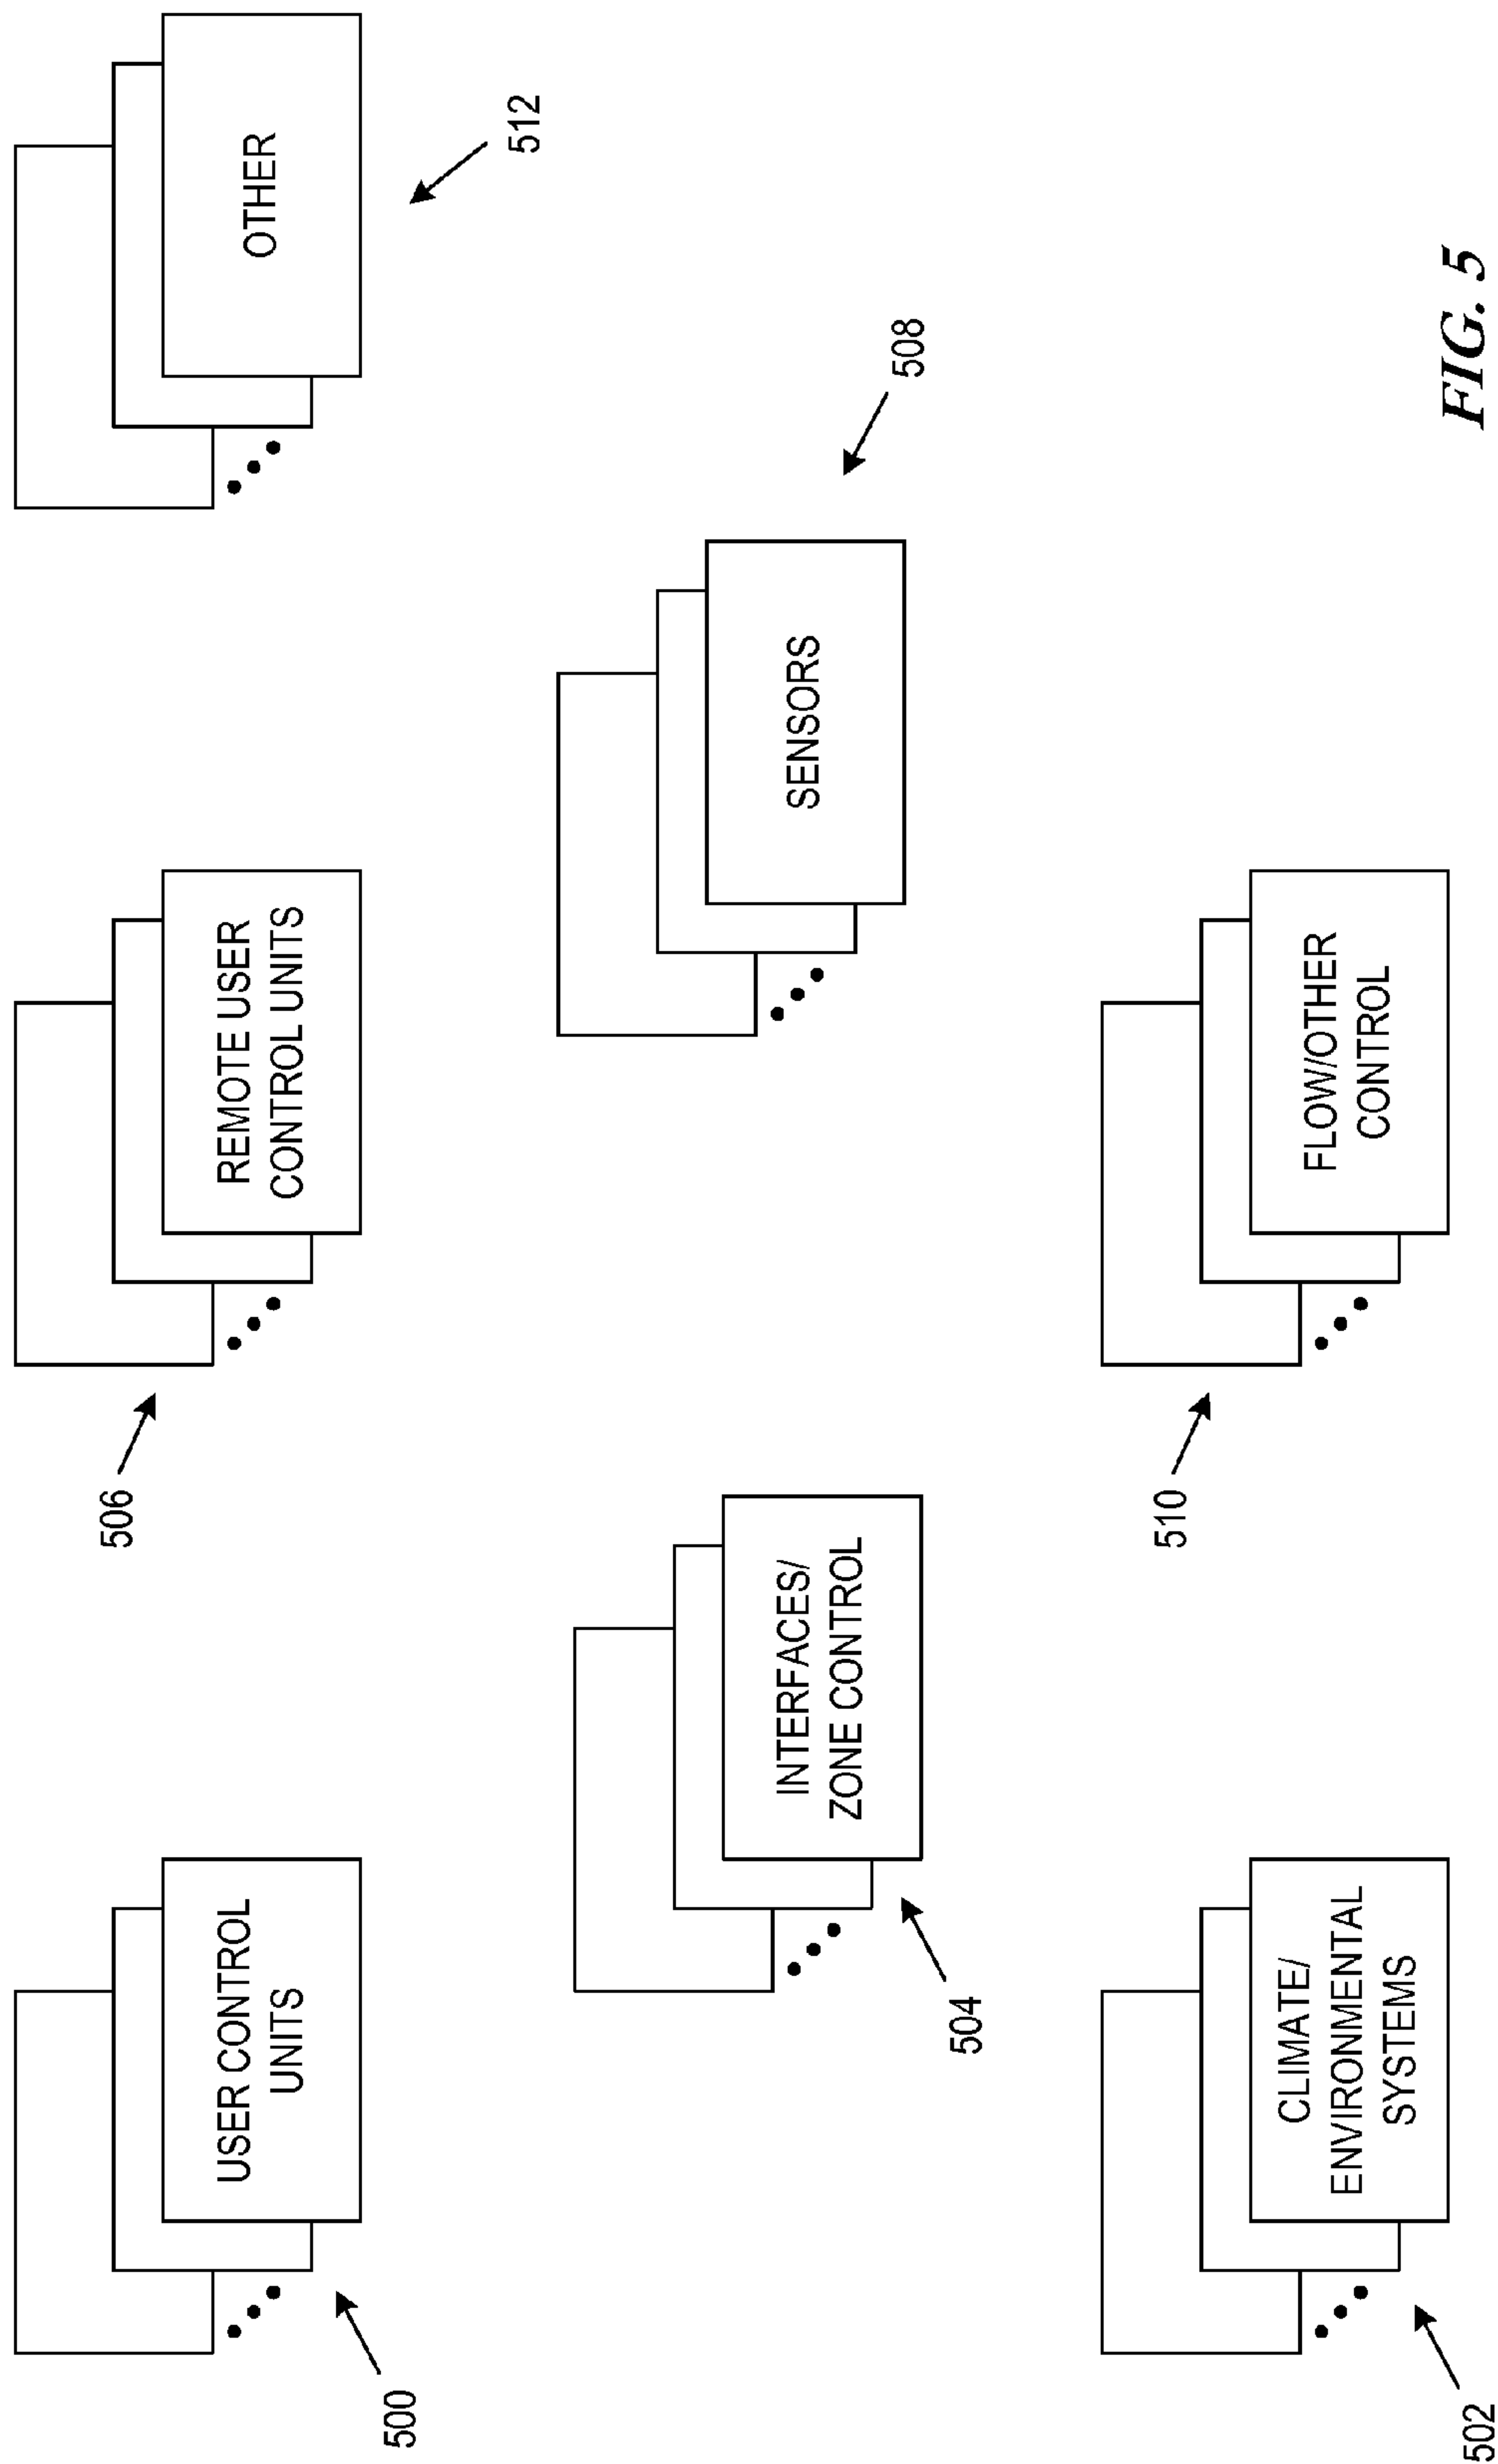 USER CONTROL
UNITS
500
506
REMOTE USER
CONTROL UNITS
OTHER
512
INTERFACES/
ZONE CONTROL
504
SENSORS
508
CLIMATE/
ENVIRONMENTAL
SYSTEMS
502
510
FLOW/OTHER
CONTROL
FIG. 5